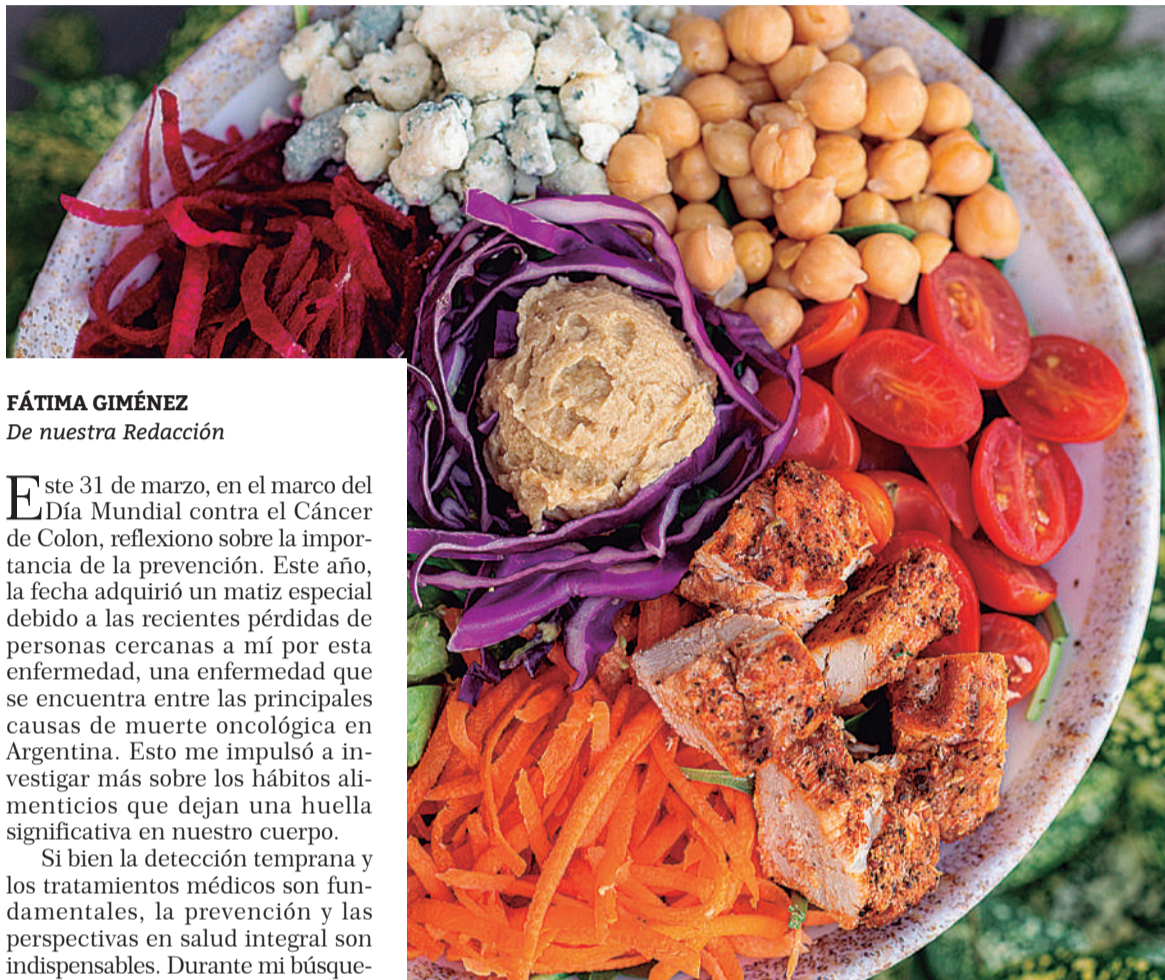 FÁTIMA GIMÉNEZ
De nuestra Redacción
Este 31 de marzo, en el marco del
Día Mundial contra el Cáncer
de Colon, reflexiono sobre la impor-
tancia de la prevención. Este año,
la fecha adquirió un matiz especial
debido a las recientes pérdidas de
personas cercanas a mí por esta
enfermedad, una enfermedad que
se encuentra entre las principales
causas de muerte oncológica en
Argentina. Esto me impulsó a in-
vestigar más sobre los hábitos ali-
menticios que dejan una huella
significativa en nuestro cuerpo.
Si bien la detección temprana y
los tratamientos médicos son fun-
damentales, la prevención y las
perspectivas en salud integral son
indispensables. Durante mi búsque-